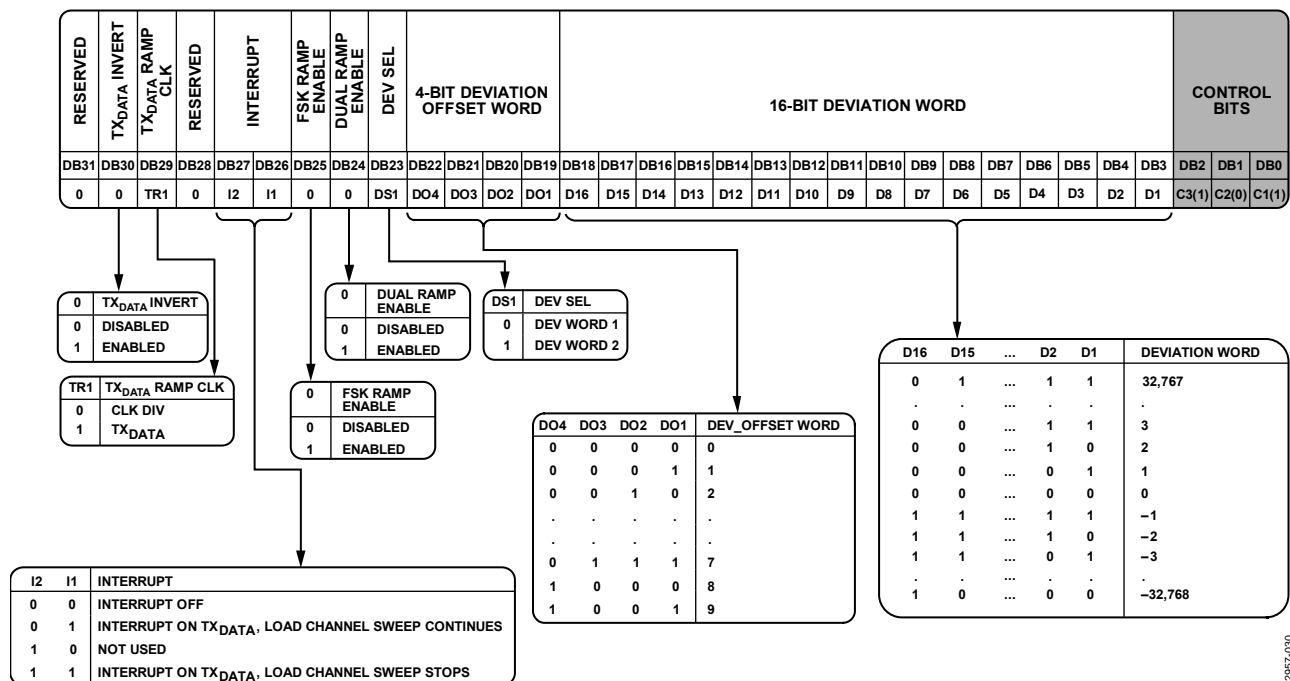 RESERVED
TXDATA INVERT
TXDATA RAMP CLK
RESERVED
INTERRUPT
FSK RAMP ENABLE
DUAL RAMP ENABLE
DEV SEL
4-BIT DEVIATION OFFSET WORD
16-BIT DEVIATION WORD
CONTROL BITS
DB31 DB30 DB29 DB28 DB27 DB26 DB25 DB24 DB23 DB22 DB21 DB20 DB19 DB18 DB17 DB16 DB15 DB14 DB13 DB12 DB11 DB10 DB9 DB8 DB7 DB6 DB5 DB4 DB3 DB2 DB1 DB0
0 0 TR1 0 I2 I1 0 0 DS1 DO4 DO3 DO2 DO1 D16 D15 D14 D13 D12 D11 D10 D9 D8 D7 D6 D5 D4 D3 D2 D1 C3(1) C2(0) C1(1)
0 TXDATA INVERT
0 DISABLED
1 ENABLED
TR1 TXDATA RAMP CLK
0 CLK DIV
1 TXDATA
0 DUAL RAMP ENABLE
0 DISABLED
1 ENABLED
0 FSK RAMP ENABLE
0 DISABLED
1 ENABLED
DS1 DEV SEL
0 DEV WORD 1
1 DEV WORD 2
DO4 DO3 DO2 DO1 DEV_OFFSET WORD
0 0 0 0 0
0 0 0 1 1
0 0 1 0 2
. . . . .
. . . . .
0 1 1 1 7
1 0 0 0 8
1 0 0 1 9
D16 D15 ... D2 D1 DEVIATION WORD
0 1 ... 1 1 32,767
. . ... . . .
0 0 ... 1 1 3
0 0 ... 1 0 2
0 0 ... 0 1 1
0 0 ... 0 0 0
1 1 ... 1 1 –1
1 1 ... 1 0 –2
1 1 ... 0 1 –3
. . ... . . .
1 0 ... 0 0 –32,768
I2 I1 INTERRUPT
0 0 INTERRUPT OFF
0 1 INTERRUPT ON TXDATA, LOAD CHANNEL SWEEP CONTINUES
1 0 NOT USED
1 1 INTERRUPT ON TXDATA, LOAD CHANNEL SWEEP STOPS